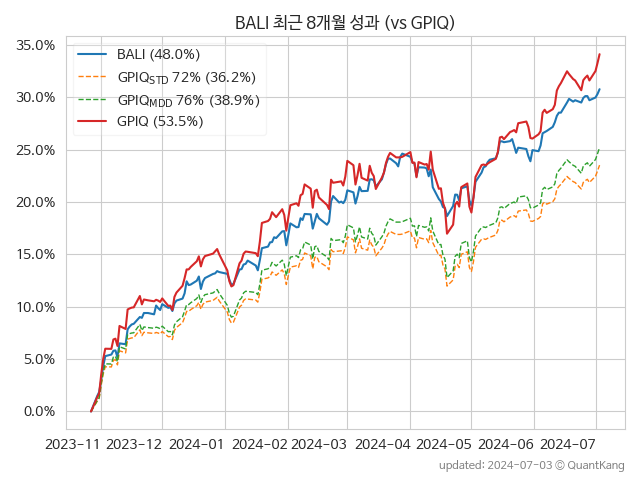 BALI 최근 8개월 성과 (vs GPIQ)
35.0%
30.0%
25.0%
20.0%
15.0%
10.0%
5.0%
0.0%
BALI (48.0%)
GPIQSTD 72% (36.2%)
GPIQMDD 76% (38.9%)
GPIQ (53.5%)
2023-11 2023-12 2024-01 2024-02 2024-03 2024-04 2024-05 2024-06 2024-07
updated: 2024-07-03 © QuantKang